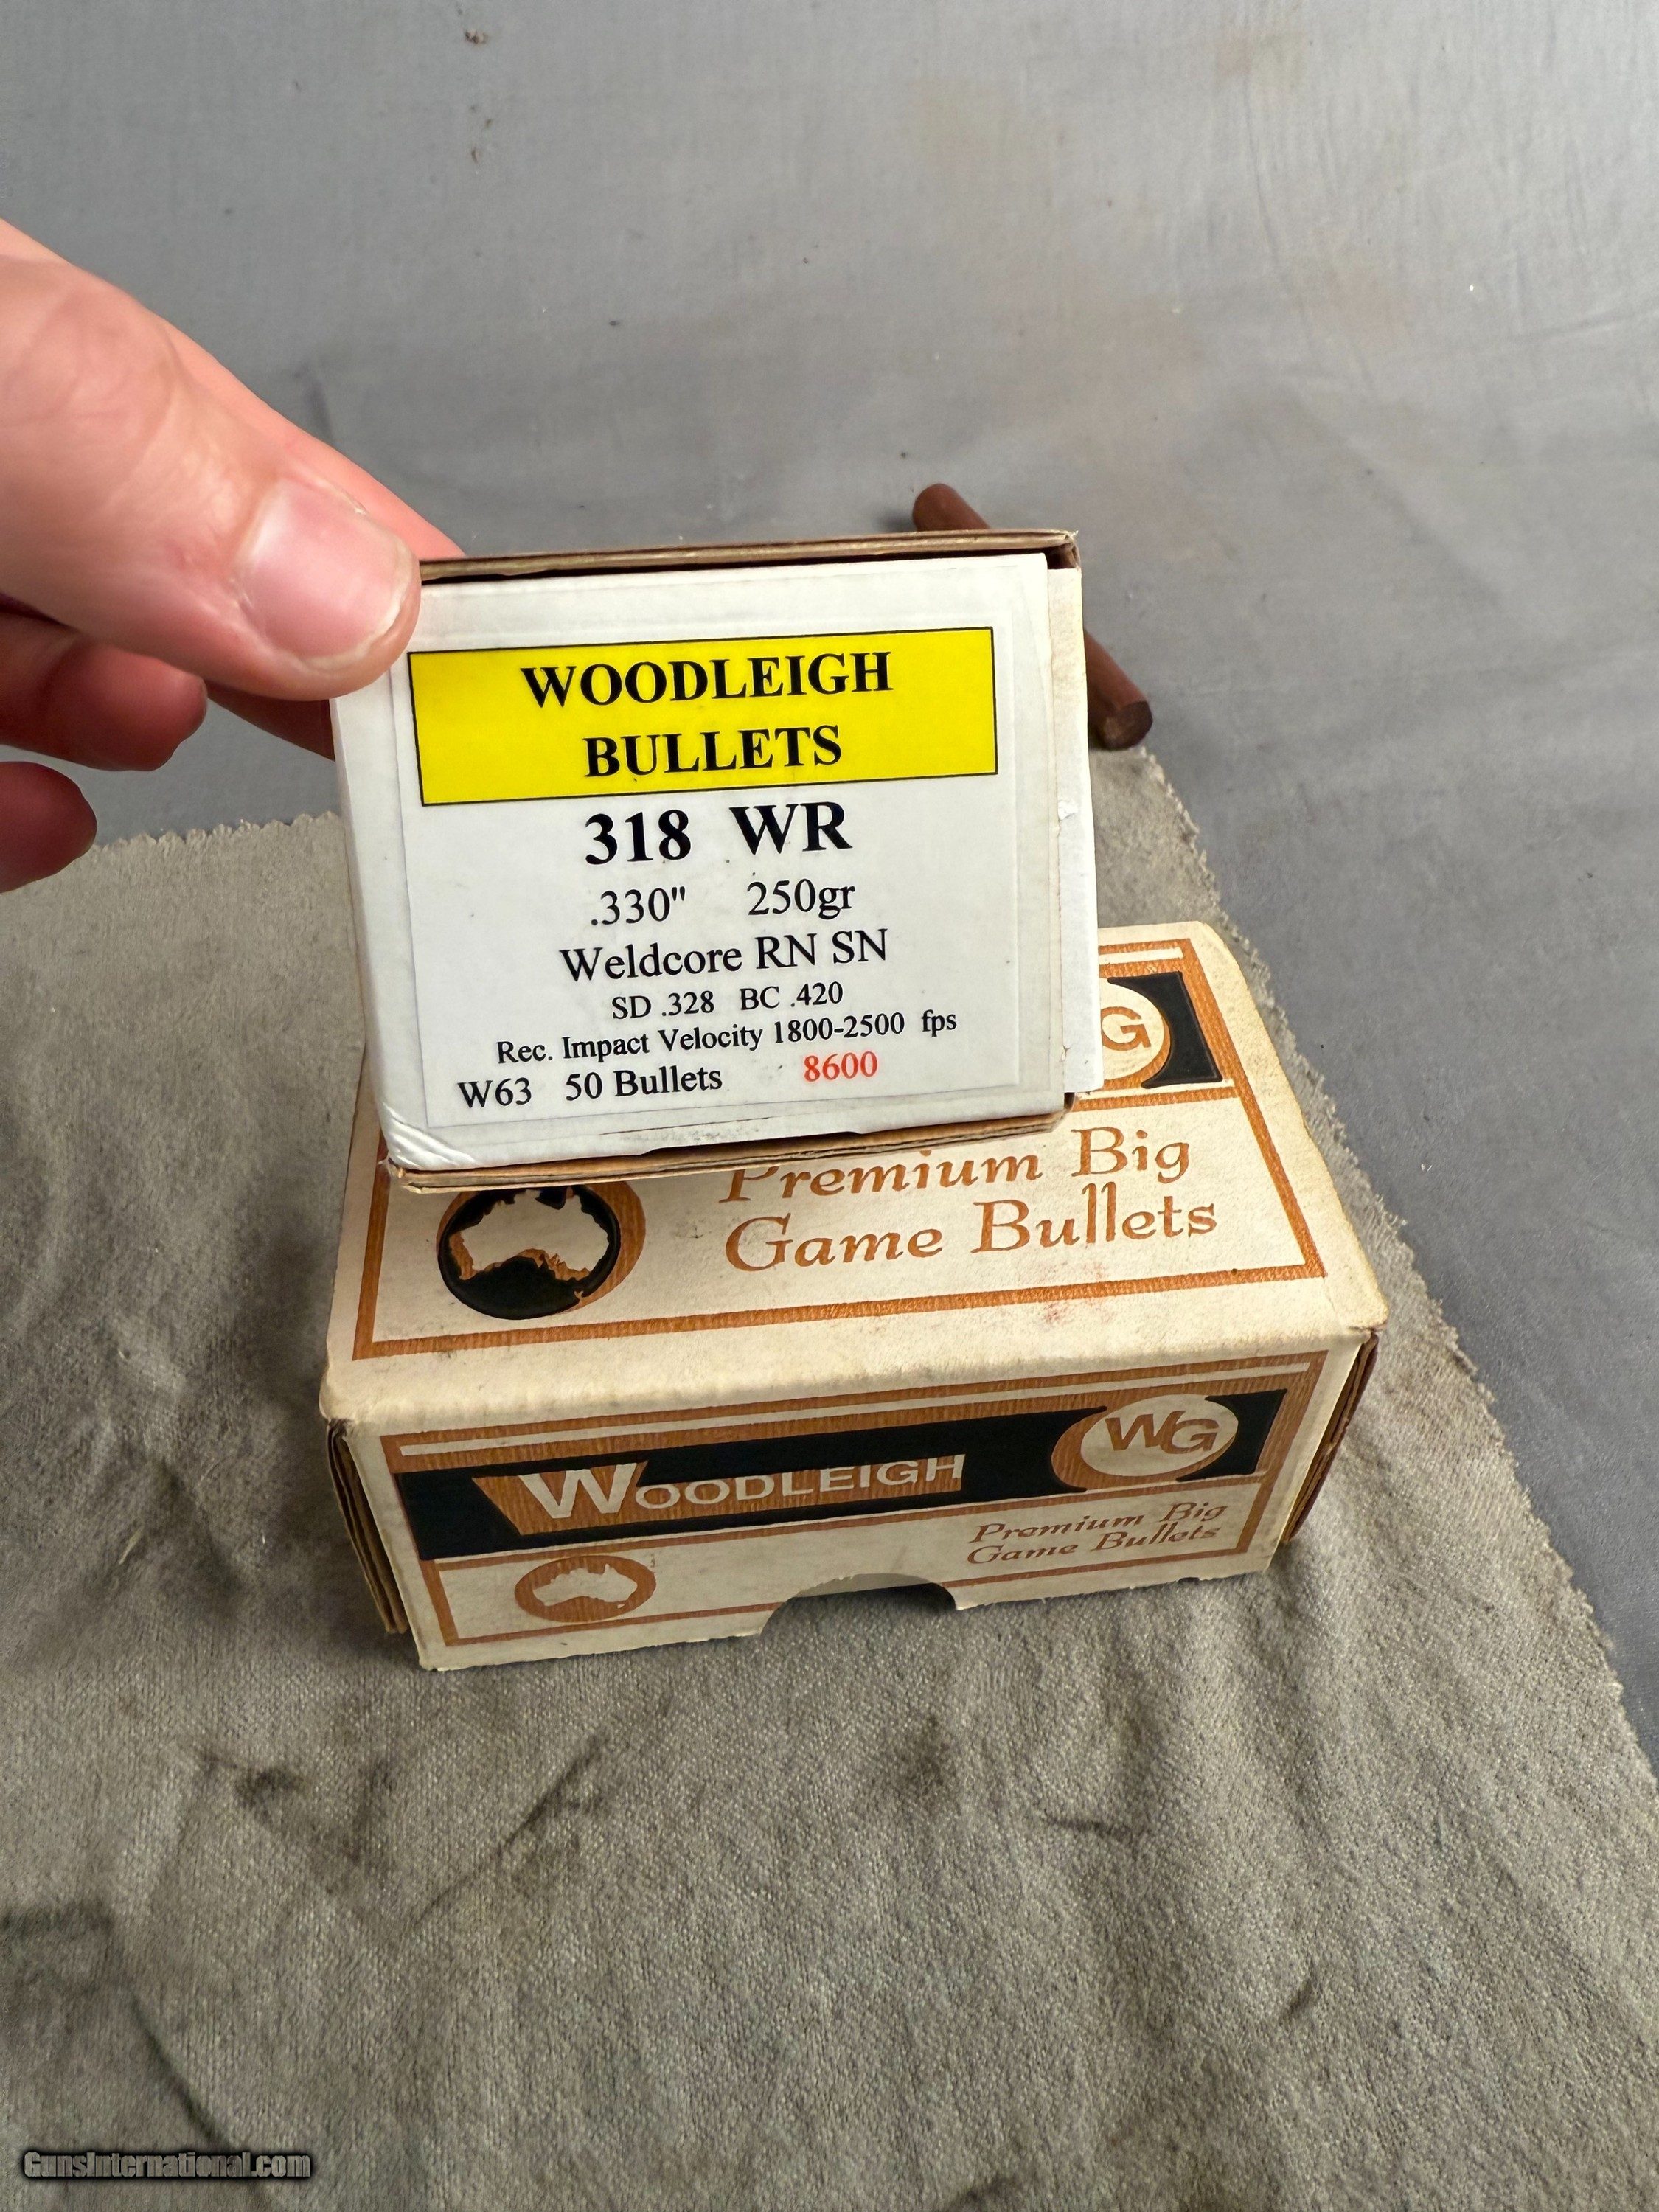 WOODLEIGH
BULLETS
318 WR
.330" 250gr
Weldcore RN SN
SD .328 BC .420
Rec. Impact Velocity 1800-2500 fps
W63 50 Bullets 8600
G
Premium Big
Game Bullets
WOODLEIGH
WG
Premium Big
Game Bullets
GunsInternational.com